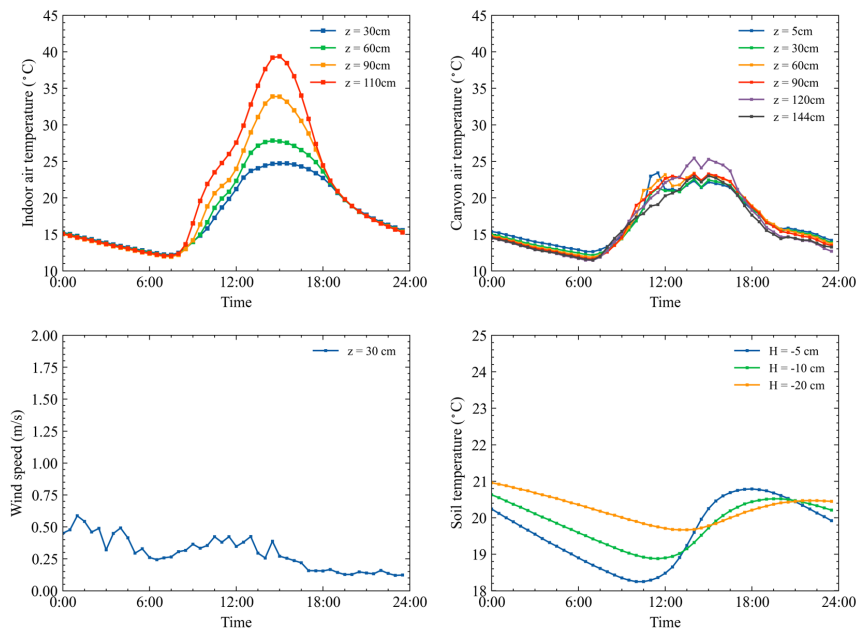 45
40
35
30
25
20
15
10
Indoor air temperature (°C)
z = 30cm
z = 60cm
z = 90cm
z = 110cm
0:00 6:00 12:00 18:00 24:00
Time
45
40
35
30
25
20
15
10
Canyon air temperature (°C)
z = 5cm
z = 30cm
z = 60cm
z = 90cm
z = 120cm
z = 144cm
0:00 6:00 12:00 18:00 24:00
Time
2.00
1.75
1.50
1.25
1.00
0.75
0.50
0.25
0.00
Wind speed (m/s)
z = 30 cm
0:00 6:00 12:00 18:00 24:00
Time
25
24
23
22
21
20
19
18
Soil temperature (°C)
H = -5 cm
H = -10 cm
H = -20 cm
0:00 6:00 12:00 18:00 24:00
Time